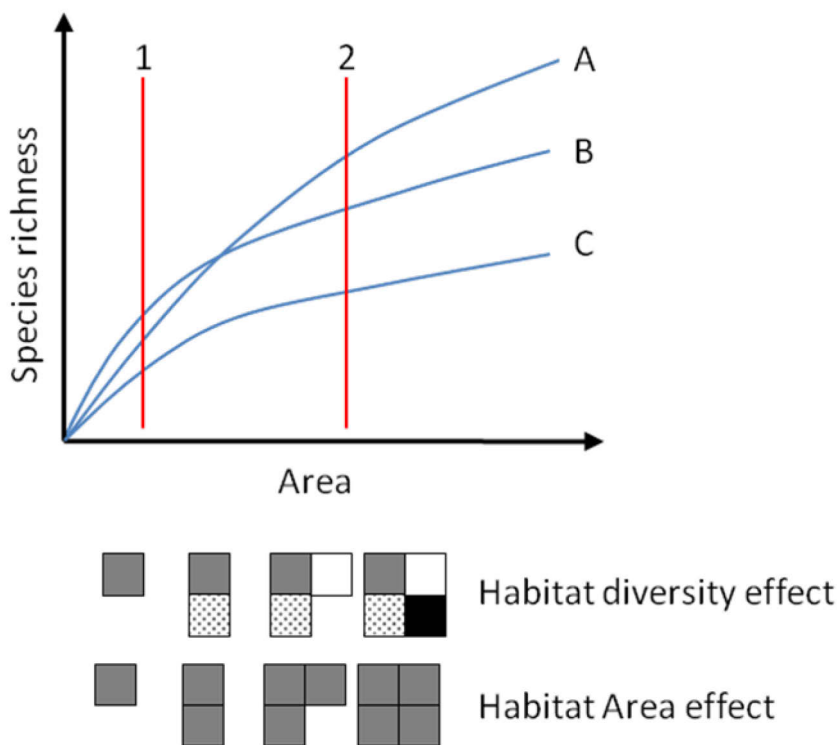 1
2
A
B
C
Species richness
Area
Habitat diversity effect
Habitat Area effect